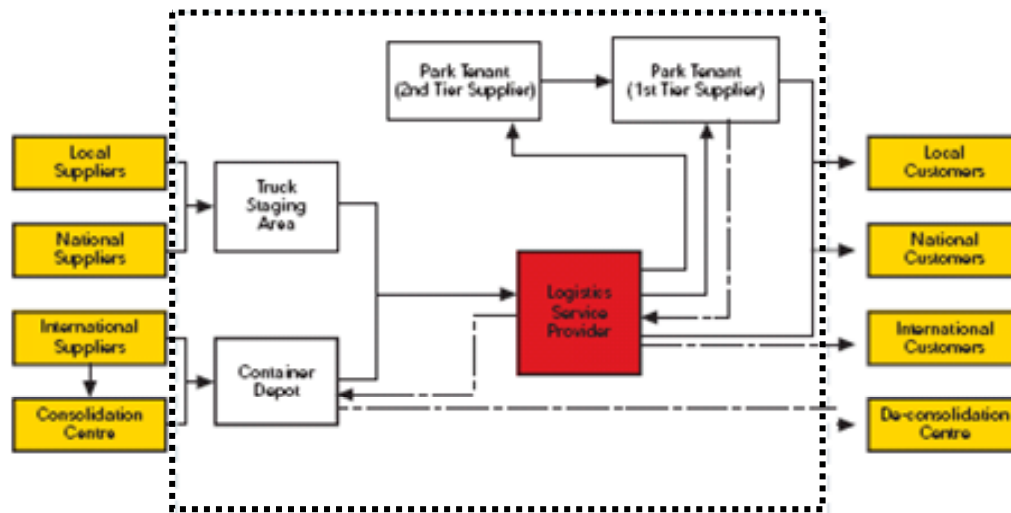 Park Tenant
(2nd Tier Supplier)
Park Tenant
(1st Tier Supplier)
Local
Suppliers
National
Suppliers
International
Suppliers
Consolidation
Centre
Truck
Staging
Area
Container
Depot
Logistics
Service
Provider
Local
Customers
National
Customers
International
Customers
De-consolidation
Centre